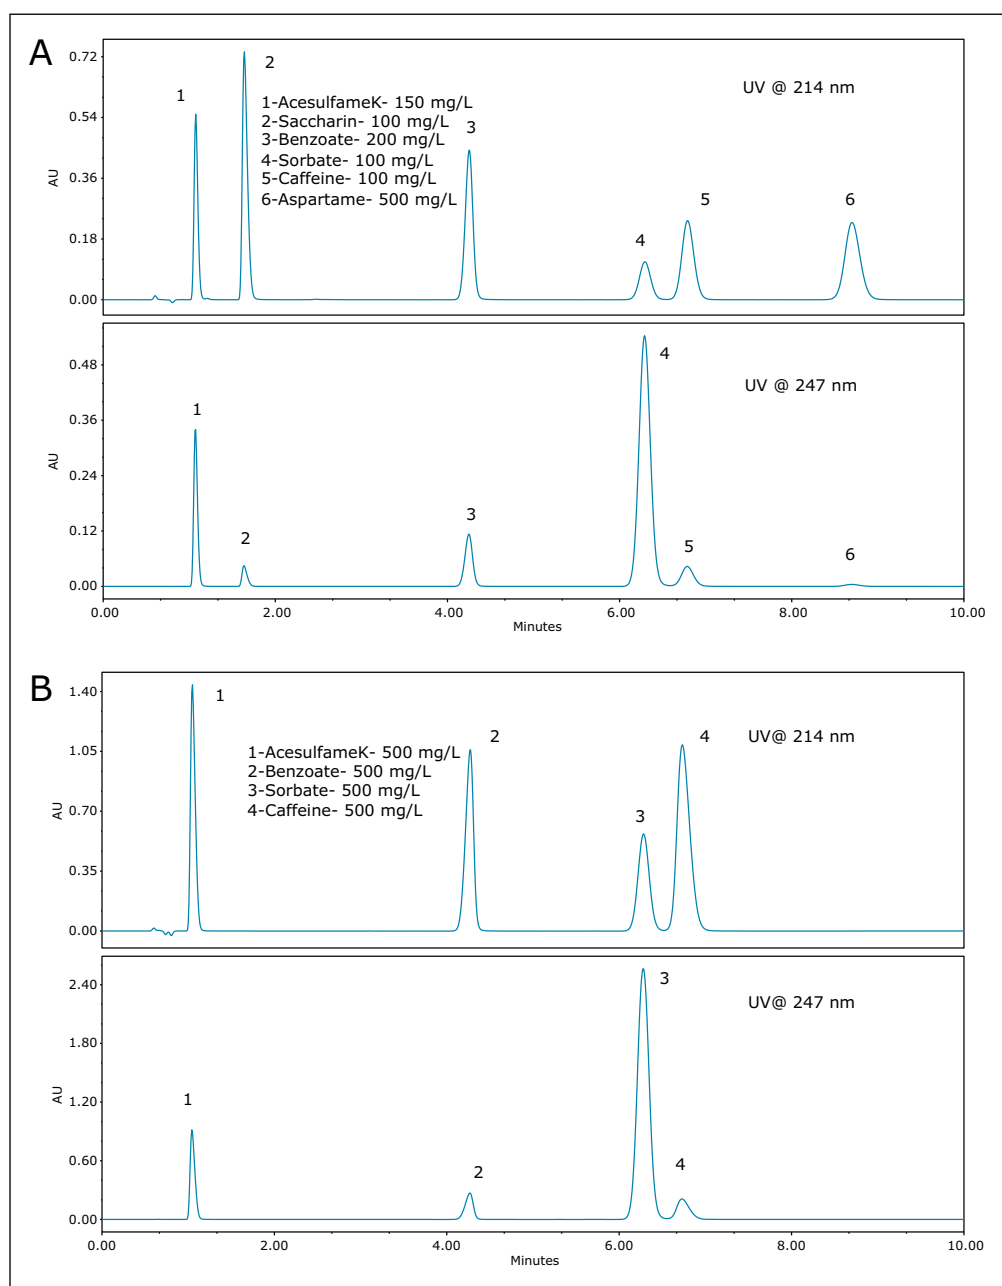 A
0.72
0.54
0.36
0.18
0.00
AU
UV @ 214 nm
1
2
1-AcesulfameK- 150 mg/L
2-Saccharin- 100 mg/L
3-Benzoate- 200 mg/L
4-Sorbate- 100 mg/L
5-Caffeine- 100 mg/L
6-Aspartame- 500 mg/L
3
4
5
6
0.48
0.36
0.24
0.12
0.00
AU
UV @ 247 nm
1
2
3
4
5
6
0.00 2.00 4.00 6.00 8.00 10.00
Minutes
B
1.40
1.05
0.70
0.35
0.00
AU
UV@ 214 nm
1
1-AcesulfameK- 500 mg/L
2-Benzoate- 500 mg/L
3-Sorbate- 500 mg/L
4-Caffeine- 500 mg/L
2
3
4
2.40
1.80
1.20
0.60
0.00
AU
UV@ 247 nm
1
2
3
4
0.00 2.00 4.00 6.00 8.00 10.00
Minutes